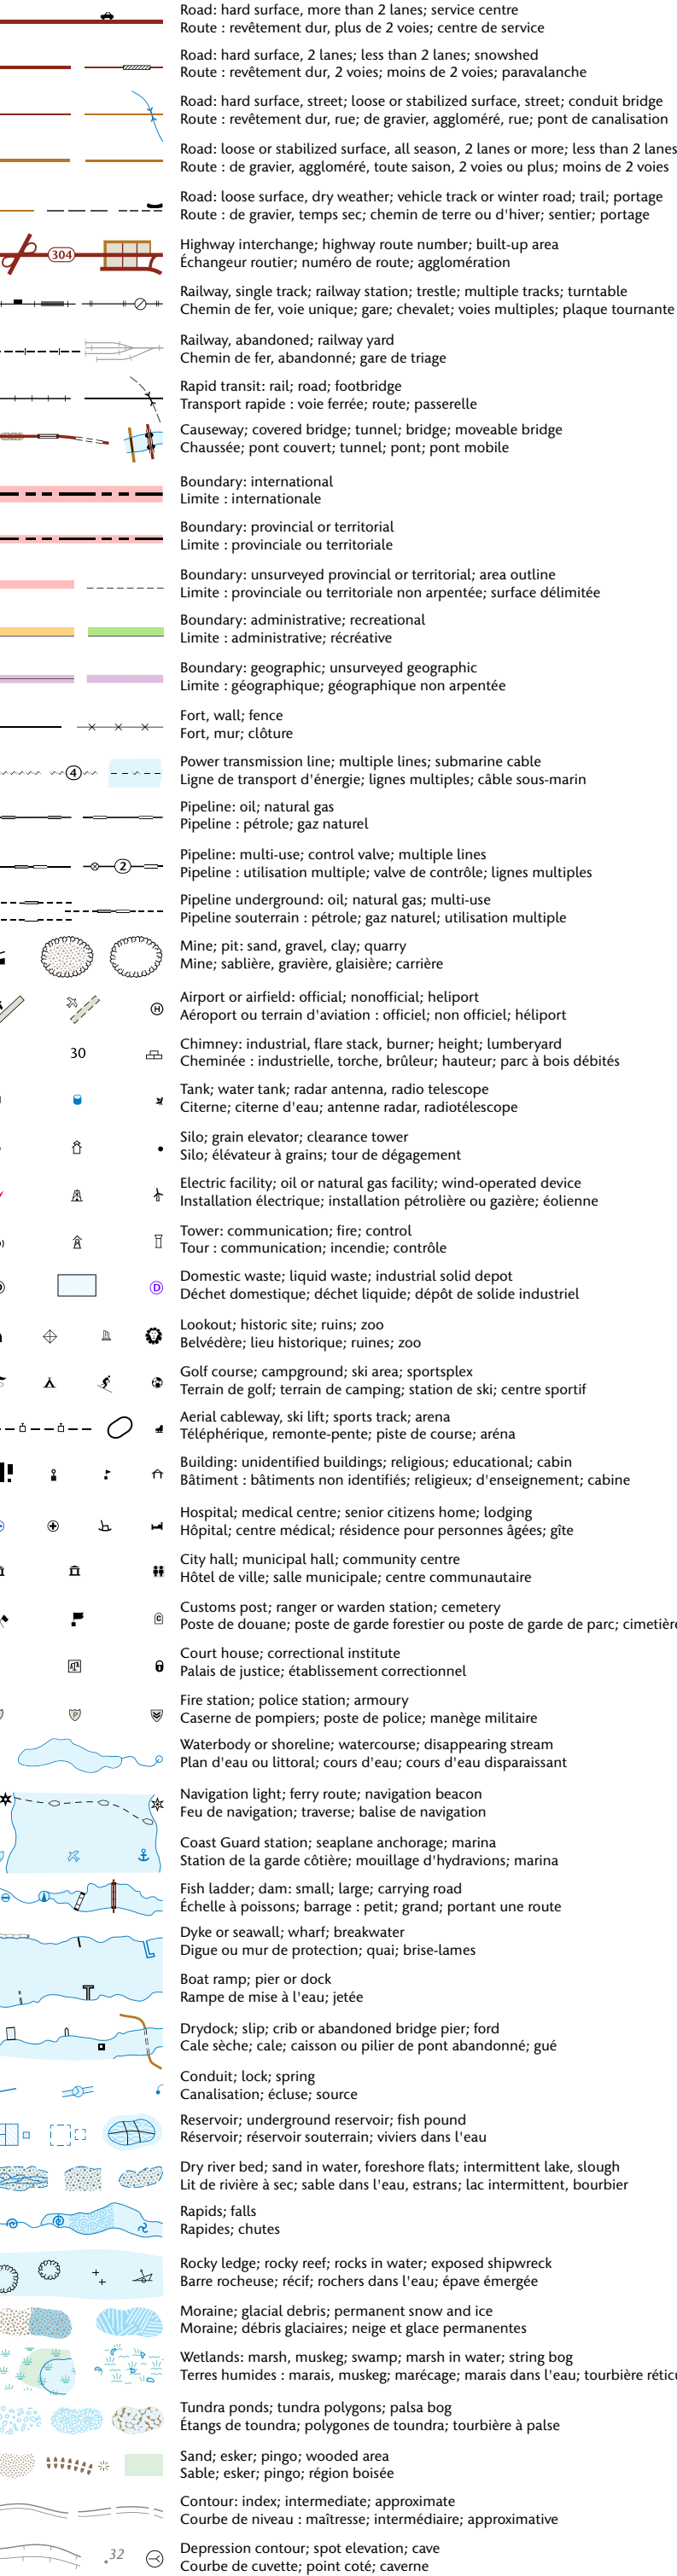 Road: hard surface, more than 2 lanes; service centre
Route : revêtement dur, plus de 2 voies; centre de service
Road: hard surface, 2 lanes; less than 2 lanes; snowshed
Route : revêtement dur, 2 voies; moins de 2 voies; paravalanche
Road: hard surface, street; loose or stabilized surface, street; conduit bridge
Route : revêtement dur, rue; de gravier, aggloméré, rue; pont de canalisation
Road: loose or stabilized surface, all season, 2 lanes or more; less than 2 lanes
Route : de gravier, aggloméré, toute saison, 2 voies ou plus; moins de 2 voies
Road: loose surface, dry weather; vehicle track or winter road; trail; portage
Route : de gravier, temps sec; chemin de terre ou d'hiver; sentier; portage
304
Highway interchange; highway route number; built-up area
Échangeur routier; numéro de route; agglomération
Railway, single track; railway station; trestle; multiple tracks; turntable
Chemin de fer, voie unique; gare; chevalet; voies multiples; plaque tournante
Railway, abandoned; railway yard
Chemin de fer, abandonné; gare de triage
Rapid transit: rail; road; footbridge
Transport rapide : voie ferrée; route; passerelle
Causeway; covered bridge; tunnel; bridge; moveable bridge
Chaussée; pont couvert; tunnel; pont; pont mobile
Boundary: international
Limite : internationale
Boundary: provincial or territorial
Limite : provinciale ou territoriale
Boundary: unsurveyed provincial or territorial; area outline
Limite : provinciale ou territoriale non arpentée; surface délimitée
Boundary: administrative; recreational
Limite : administrative; récréative
Boundary: geographic; unsurveyed geographic
Limite : géographique; géographique non arpentée
Fort, wall; fence
Fort, mur; clôture
4
Power transmission line; multiple lines; submarine cable
Ligne de transport d'énergie; lignes multiples; câble sous-marin
Pipeline: oil; natural gas
Pipeline : pétrole; gaz naturel
2
Pipeline: multi-use; control valve; multiple lines
Pipeline : utilisation multiple; valve de contrôle; lignes multiples
Pipeline underground: oil; natural gas; multi-use
Pipeline souterrain : pétrole; gaz naturel; utilisation multiple
Mine; pit: sand, gravel, clay; quarry
Mine; sablière, gravière, glaisière; carrière
H
Airport or airfield: official; nonofficial; heliport
Aéroport ou terrain d'aviation : officiel; non officiel; héliport
30
Chimney: industrial, flare stack, burner; height; lumberyard
Cheminée : industrielle, torche, brûleur; hauteur; parc à bois débités
Tank; water tank; radar antenna, radio telescope
Citerne; citerne d'eau; antenne radar, radiotélescope
Silo; grain elevator; clearance tower
Silo; élévateur à grains; tour de dégagement
Electric facility; oil or natural gas facility; wind-operated device
Installation électrique; installation pétrolière ou gazière; éolienne
Tower: communication; fire; control
Tour : communication; incendie; contrôle
D
Domestic waste; liquid waste; industrial solid depot
Déchet domestique; déchet liquide; dépôt de solide industriel
Lookout; historic site; ruins; zoo
Belvédère; lieu historique; ruines; zoo
Golf course; campground; ski area; sportsplex
Terrain de golf; terrain de camping; station de ski; centre sportif
Aerial cableway, ski lift; sports track; arena
Téléphérique, remonte-pente; piste de course; aréna
Building: unidentified buildings; religious; educational; cabin
Bâtiment : bâtiments non identifiés; religieux; d'enseignement; cabine
Hospital; medical centre; senior citizens home; lodging
Hôpital; centre médical; résidence pour personnes âgées; gîte
City hall; municipal hall; community centre
Hôtel de ville; salle municipale; centre communautaire
C
Customs post; ranger or warden station; cemetery
Poste de douane; poste de garde forestier ou poste de garde de parc; cimetière
Court house; correctional institute
Palais de justice; établissement correctionnel
P
Fire station; police station; armoury
Caserne de pompiers; poste de police; manège militaire
Waterbody or shoreline; watercourse; disappearing stream
Plan d'eau ou littoral; cours d'eau; cours d'eau disparaissant
Navigation light; ferry route; navigation beacon
Feu de navigation; traverse; balise de navigation
Coast Guard station; seaplane anchorage; marina
Station de la garde côtière; mouillage d'hydravions; marina
Fish ladder; dam: small; large; carrying road
Échelle à poissons; barrage : petit; grand; portant une route
Dyke or seawall; wharf; breakwater
Digue ou mur de protection; quai; brise-lames
Boat ramp; pier or dock
Rampe de mise à l'eau; jetée
Drydock; slip; crib or abandoned bridge pier; ford
Cale sèche; cale; caisson ou pilier de pont abandonné; gué
Conduit; lock; spring
Canalisation; écluse; source
Reservoir; underground reservoir; fish pound
Réservoir; réservoir souterrain; viviers dans l'eau
Dry river bed; sand in water, foreshore flats; intermittent lake, slough
Lit de rivière à sec; sable dans l'eau, estrans; lac intermittent, bourbier
Rapids; falls
Rapides; chutes
Rocky ledge; rocky reef; rocks in water; exposed shipwreck
Barre rocheuse; récif; rochers dans l'eau; épave émergée
Moraine; glacial debris; permanent snow and ice
Moraine; débris glaciaires; neige et glace permanentes
Wetlands: marsh, muskeg; swamp; marsh in water; string bog
Terres humides : marais, muskeg; marécage; marais dans l'eau; tourbière
Tundra ponds; tundra polygons; palsa bog
Étangs de toundra; polygones de toundra; tourbière à palse
Sand; esker; pingo; wooded area
Sable; esker; pingo; région boisée
Contour: index; intermediate; approximate
Courbe de niveau : maîtresse; intermédiaire; approximative
.32
Depression contour; spot elevation; cave
Courbe de cuvette; point coté; caverne